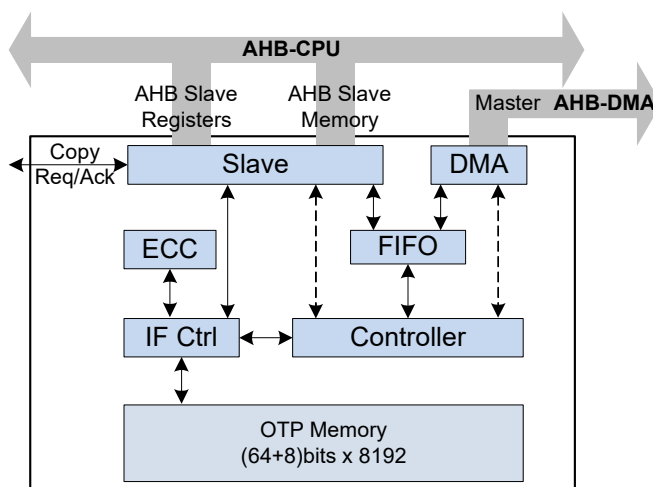 AHB-CPU
AHB Slave
Registers
AHB Slave
Memory
Master AHB-DMA
Copy
Req/Ack
Slave
DMA
ECC
FIFO
IF Ctrl
Controller
OTP Memory
(64+8)bits x 8192